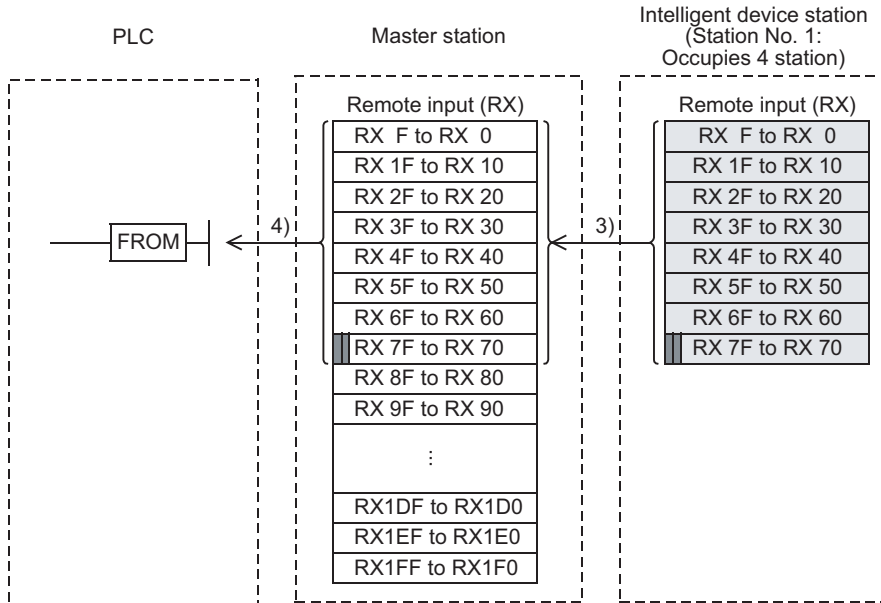 PLC
Master station
Intelligent device station
(Station No. 1:
Occupies 4 station)
Remote input (RX)
RX F to RX 0
RX 1F to RX 10
RX 2F to RX 20
RX 3F to RX 30
RX 4F to RX 40
RX 5F to RX 50
RX 6F to RX 60
RX 7F to RX 70
RX 8F to RX 80
RX 9F to RX 90
...
RX1DF to RX1D0
RX1EF to RX1E0
RX1FF to RX1F0
Remote input (RX)
RX F to RX 0
RX 1F to RX 10
RX 2F to RX 20
RX 3F to RX 30
RX 4F to RX 40
RX 5F to RX 50
RX 6F to RX 60
RX 7F to RX 70
FROM
4)
3)